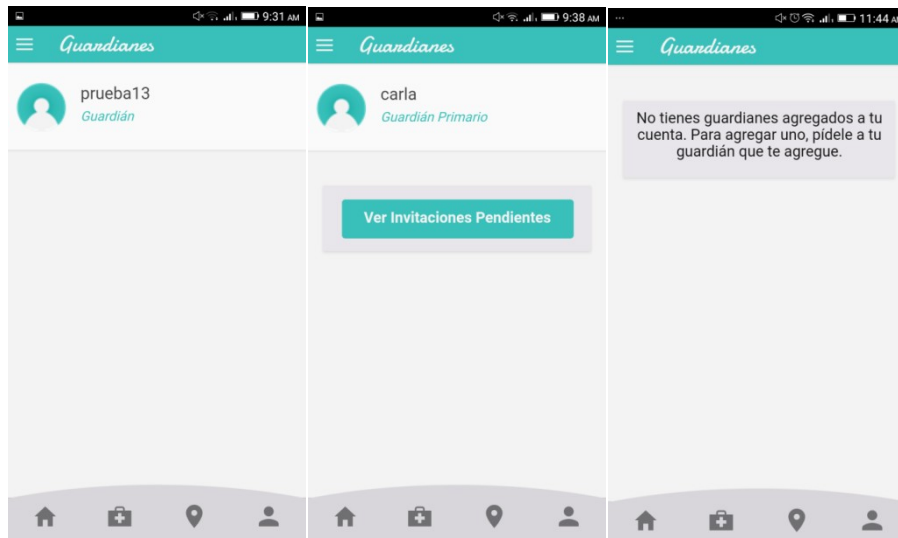 9:31 AM
Guardianes
prueba13
Guardián
9:38 AM
Guardianes
carla
Guardián Primario
Ver Invitaciones Pendientes
11:44 A
Guardianes
No tienes guardianes agregados a tu
cuenta. Para agregar uno, pídele a tu
guardián que te agregue.